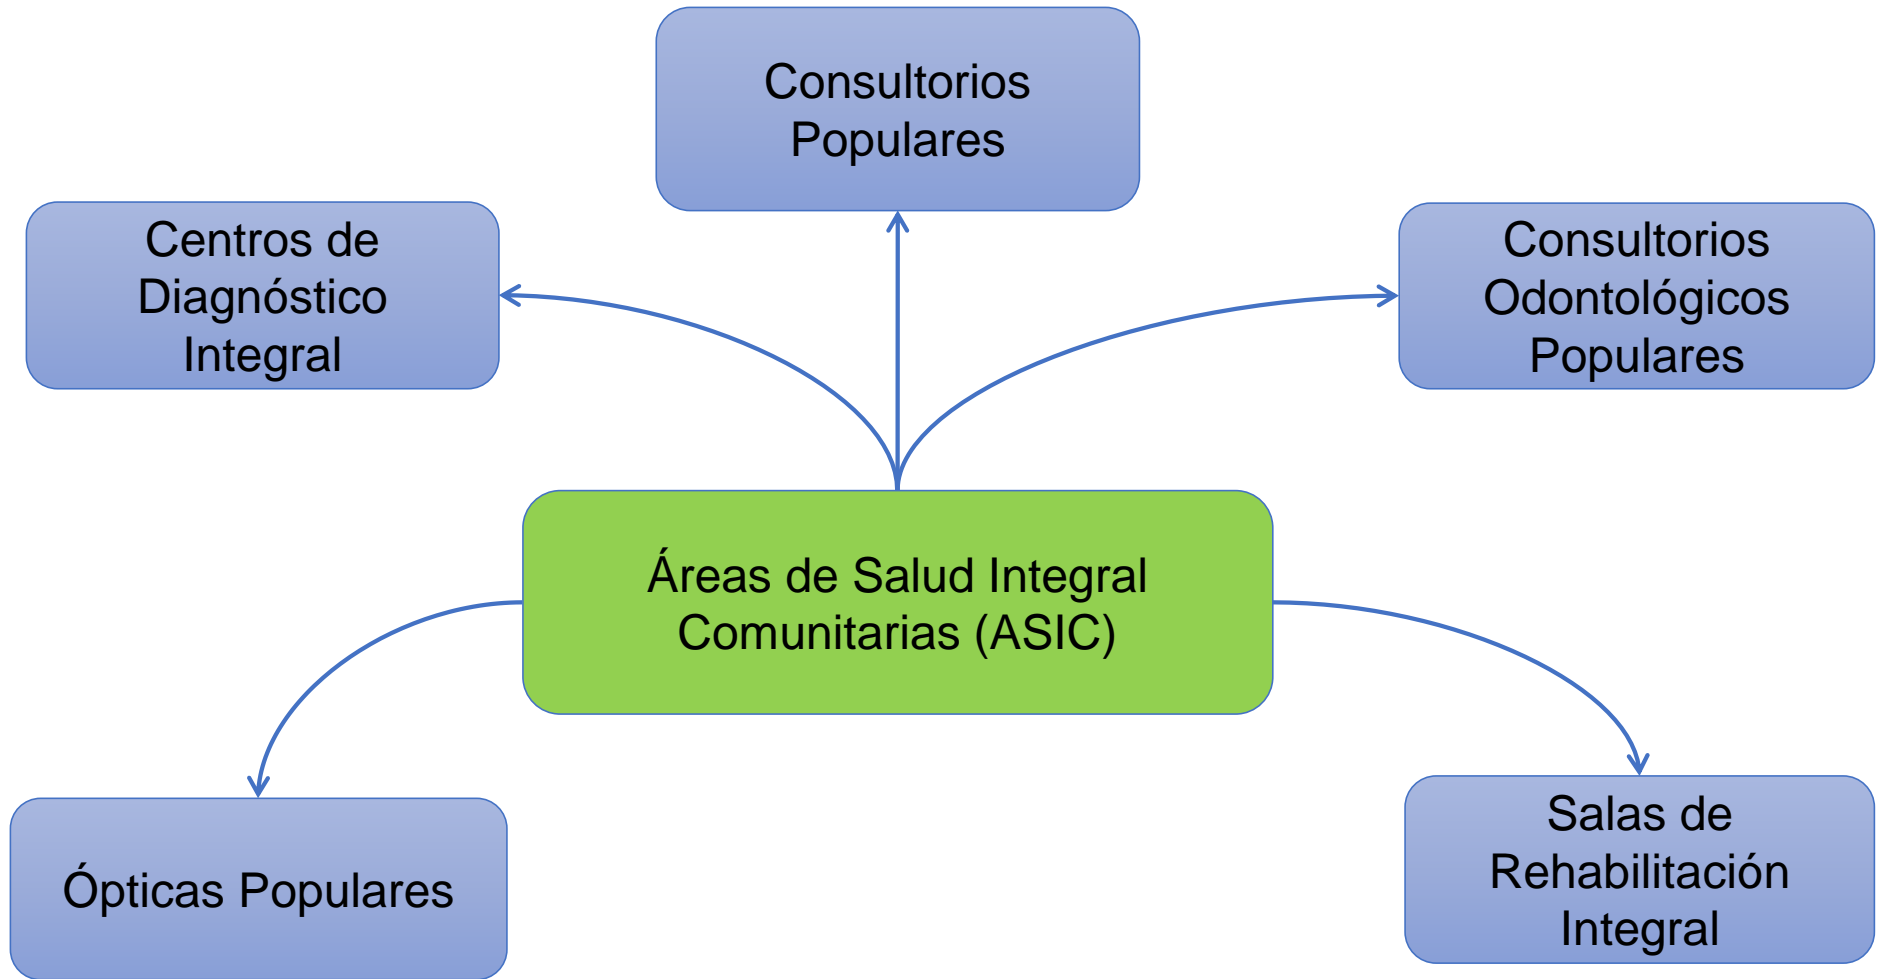 Consultorios
Populares
Centros de
Diagnóstico
Integral
Consultorios
Odontológicos
Populares
Áreas de Salud Integral
Comunitarias (ASIC)
Ópticas Populares
Salas de
Rehabilitación
Integral